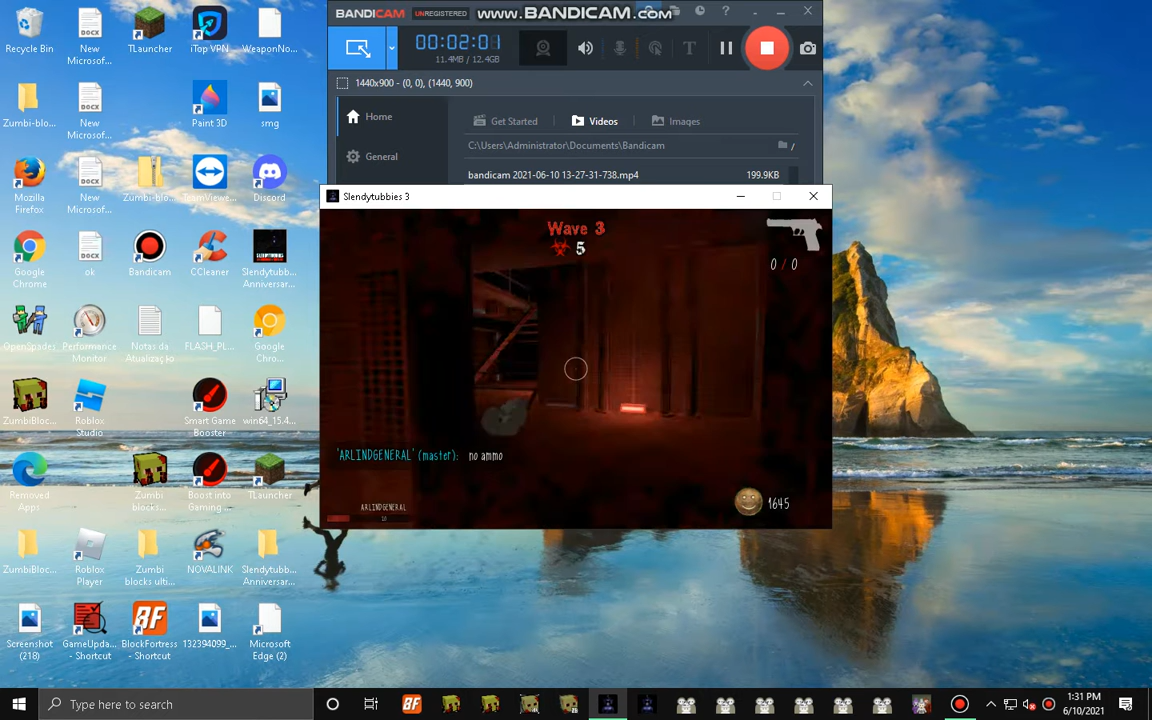 Recycle Bin
New Microsof...
TLauncher
iTop VPN
WeaponNo...
Zumbi-blo...
New Microsof...
Paint 3D
smg
Mozilla Firefox
New Microsof...
Zumbi-blo...
TeamViewe...
Discord
Google Chrome
ok
Bandicam
CCleaner
Slendytubb... Anniversar...
OpenSpades
Performance Monitor
Notas da Atualização
FLASH_PL...
Google Chro...
ZumbiBloc...
Roblox Studio
Smart Game Booster
win64_15.4...
Removed Apps
Zumbi blocks...
Boost into Gaming ...
TLauncher
ZumbiBloc...
Roblox Player
Zumbi blocks ulti...
NOVALINK
Slendytubb... Anniversar...
Screenshot (218)
GameUpda... - Shortcut
BlockFortress - Shortcut
132394099_...
Microsoft Edge (2)
BANDICAM UNREGISTERED www.BANDICAM.com
00:02:01
11.4MB / 12.4GB
1440x900 - (0, 0), (1440, 900)
Home
General
Get Started
Videos
Images
C:\Users\Administrator\Documents\Bandicam
bandicam 2021-06-10 13-27-31-738.mp4 199.9KB
Slendytubbies 3
Wave 3
5
0 / 0
'ARLINDGENERAL' (master): no ammo
ARLINDGENERAL
1645
Type here to search
BF
1:31 PM
6/10/2021